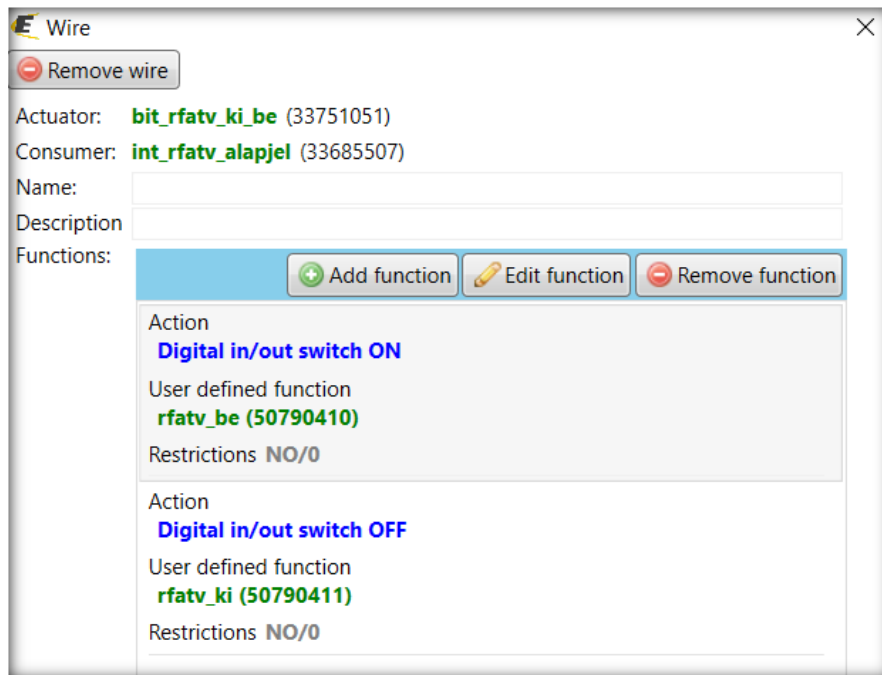 Wire
Remove wire
Actuator: bit_rfatv_ki_be (33751051)
Consumer: int_rfatv_alapjel (33685507)
Name:
Description
Functions:
Add function Edit function Remove function
Action
Digital in/out switch ON
User defined function
rfatv_be (50790410)
Restrictions NO/0
Action
Digital in/out switch OFF
User defined function
rfatv_ki (50790411)
Restrictions NO/0